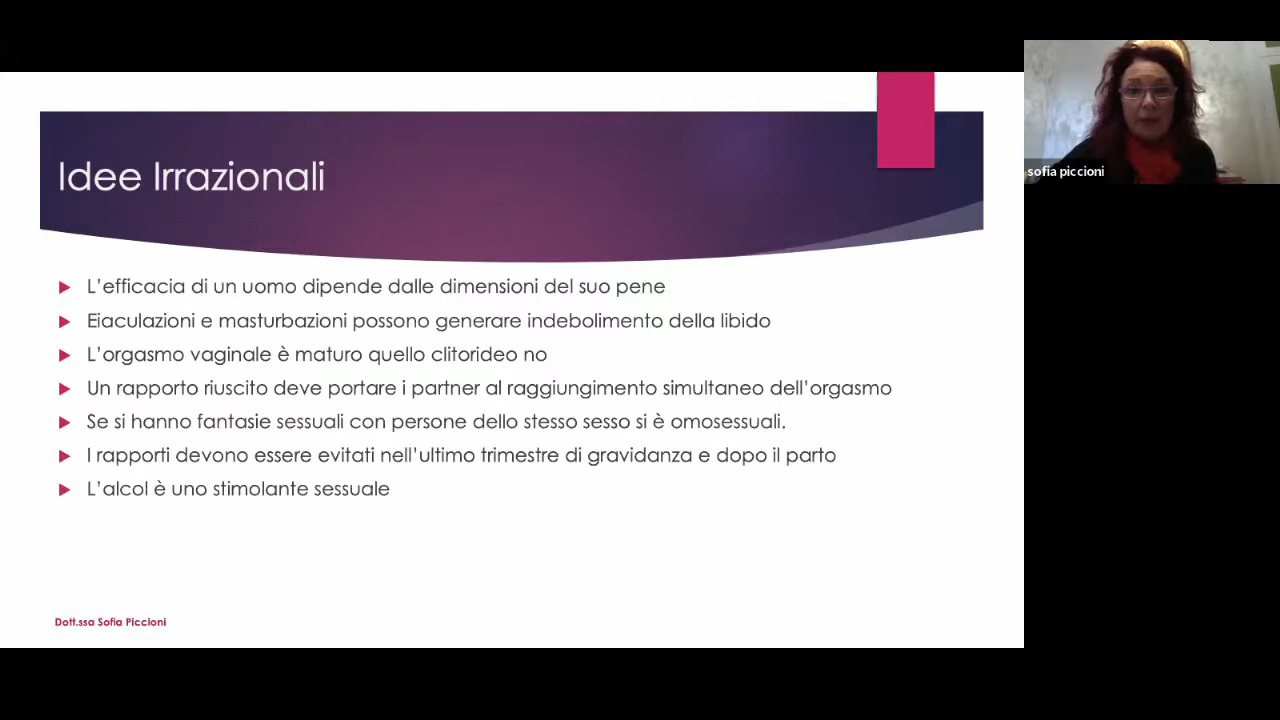 Idee Irrazionali
L'efficacia di un uomo dipende dalle dimensioni del suo pene
Eiaculazioni e masturbazioni possono generare indebolimento della libido
L'orgasmo vaginale è maturo quello clitorideo no
Un rapporto riuscito deve portare i partner al raggiungimento simultaneo dell'orgasmo
Se si hanno fantasie sessuali con persone dello stesso sesso si è omosessuali.
I rapporti devono essere evitati nell'ultimo trimestre di gravidanza e dopo il parto
L'alcol è uno stimolante sessuale
Dott.ssa Sofia Piccioni
sofia piccioni